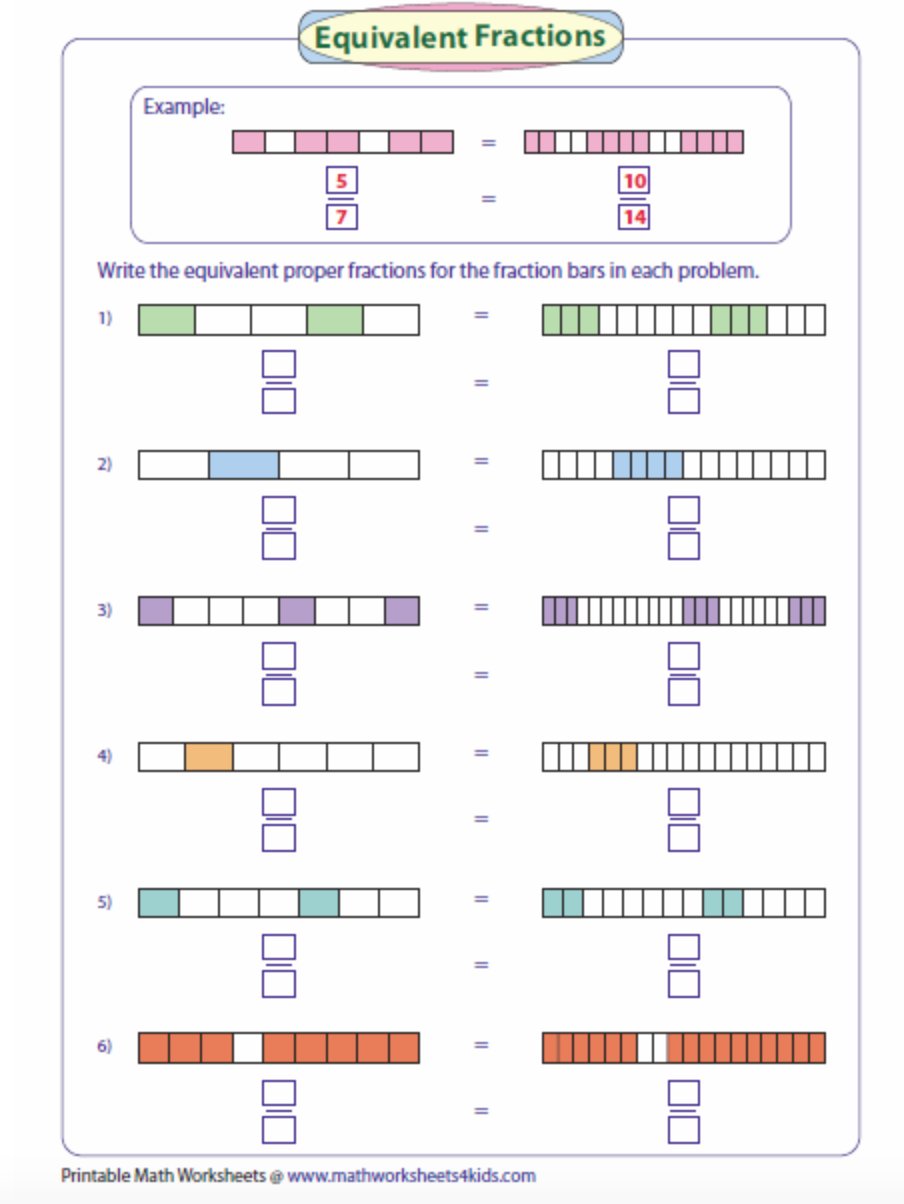 Equivalent Fractions
Example:
=
5 = 10
7 14
Write the equivalent proper fractions for the fraction bars in each problem.
1) =
=
2) =
=
3) =
=
4) =
=
5) =
=
6) =
=
Printable Math Worksheets @ www.mathworksheets4kids.com